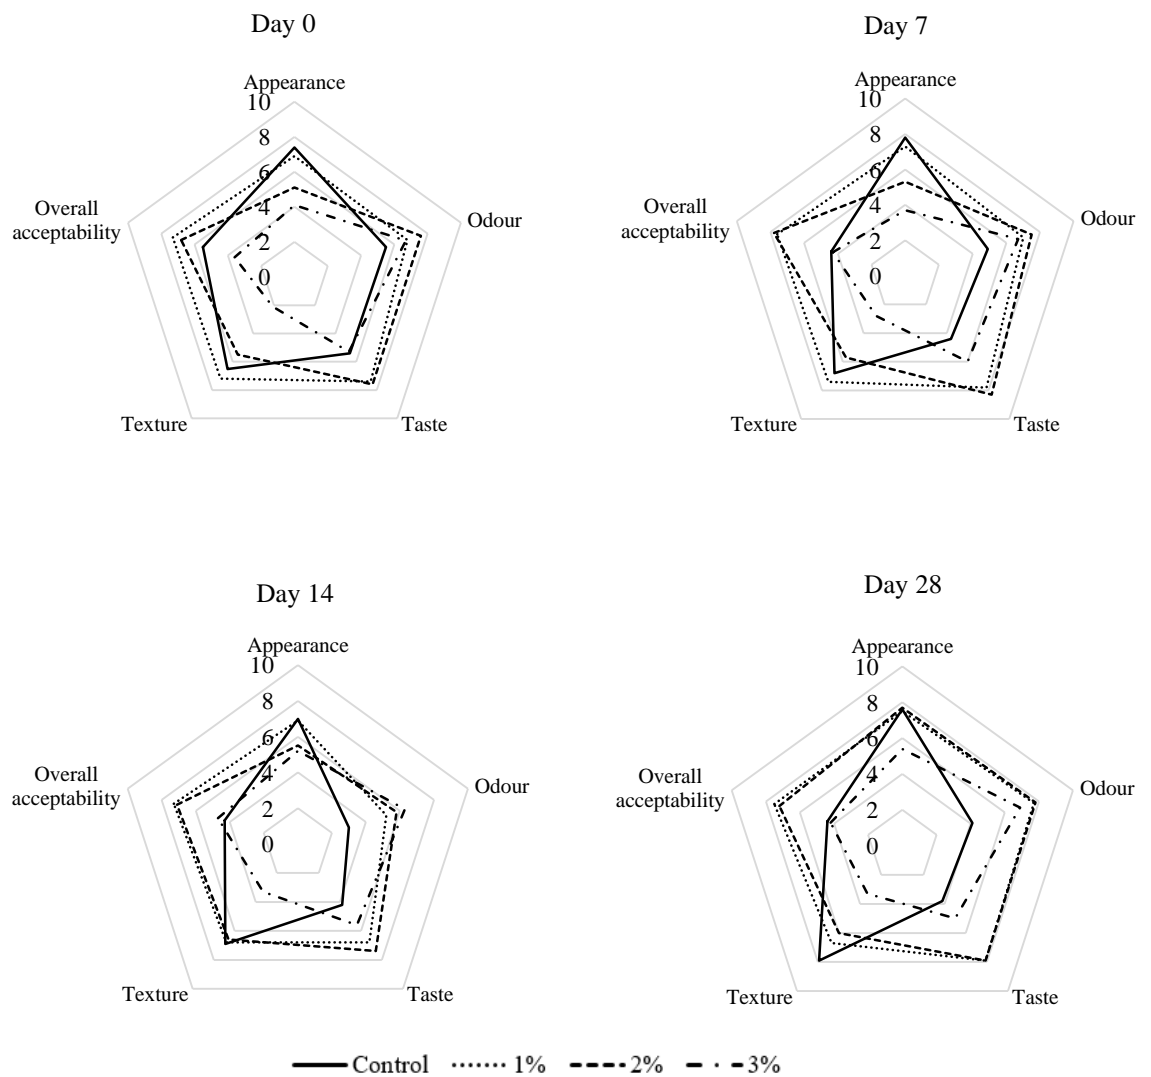 Day 0
Appearance
10
8
6
4
2
0
Overall
acceptability
Odour
Texture
Taste
Day 7
Appearance
10
8
6
4
2
0
Overall
acceptability
Odour
Texture
Taste
Day 14
Appearance
10
8
6
4
2
0
Overall
acceptability
Odour
Texture
Taste
Day 28
Appearance
10
8
6
4
2
0
Overall
acceptability
Odour
Texture
Taste
Control 1% 2% 3%